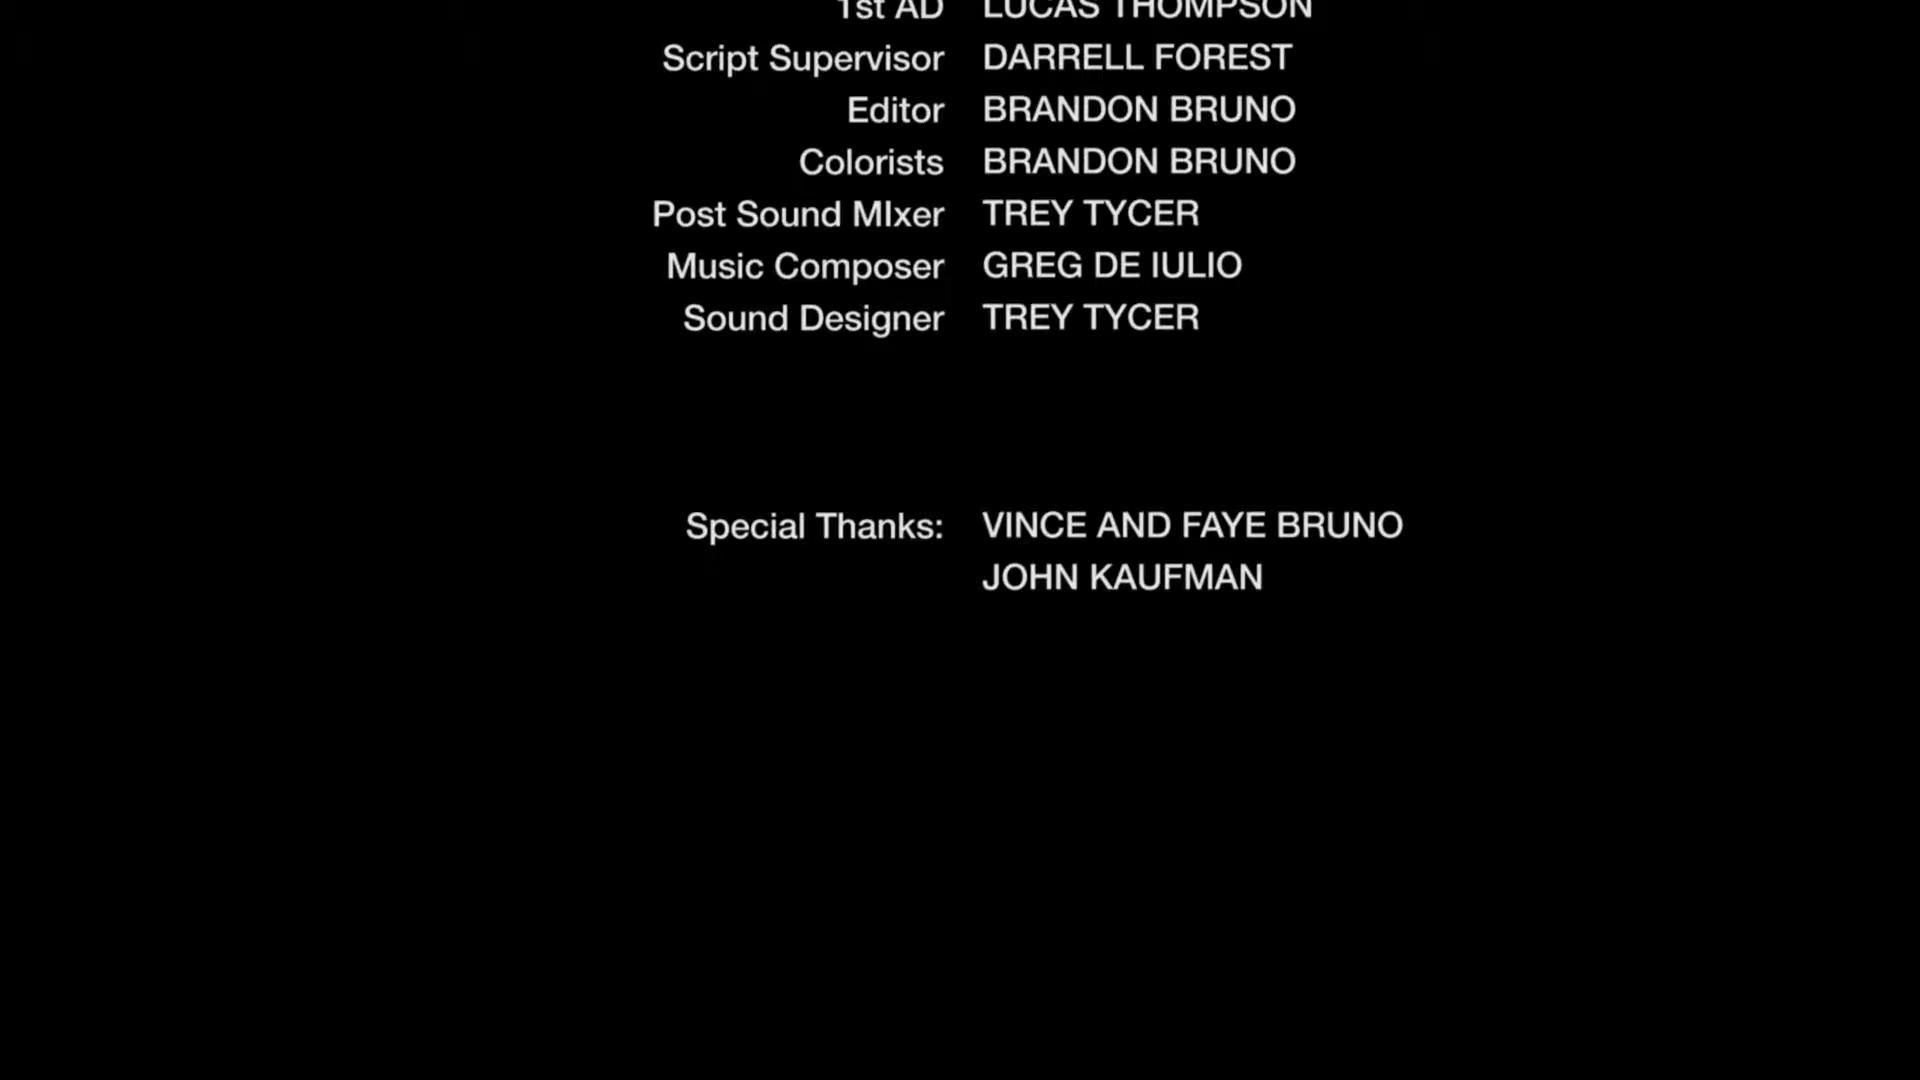 1st AD LUCAS THOMPSON
Script Supervisor DARRELL FOREST
Editor BRANDON BRUNO
Colorists BRANDON BRUNO
Post Sound MIxer TREY TYCER
Music Composer GREG DE IULIO
Sound Designer TREY TYCER
Special Thanks: VINCE AND FAYE BRUNO
JOHN KAUFMAN